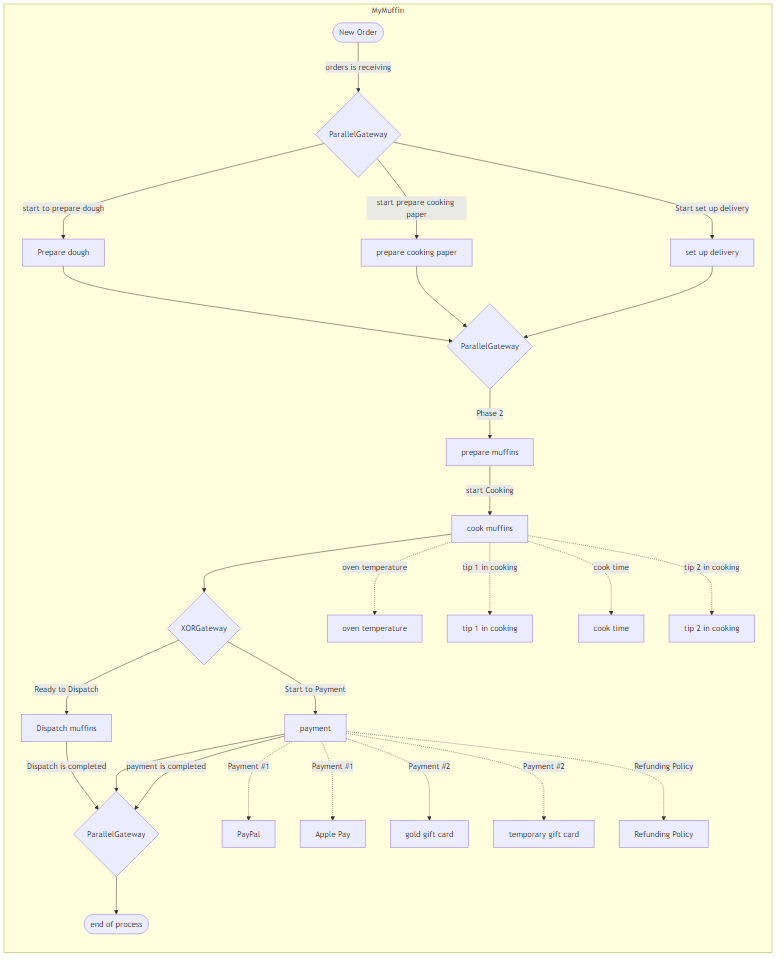 MyMuffin
New Order
orders is receiving
ParallelGateway
start to prepare dough
start prepare cooking
paper
Start set up delivery
Prepare dough
prepare cooking paper
set up delivery
ParallelGateway
Phase 2
prepare muffins
start Cooking
cook muffins
oven temperature
tip 1 in cooking
cook time
tip 2 in cooking
XORGateway
oven temperature
tip 1 in cooking
cook time
tip 2 in cooking
Ready to Dispatch
Start to Payment
Dispatch muffins
payment
Dispatch is completed
payment is completed
Payment #1
Payment #1
Payment #2
Payment #2
Refunding Policy
ParallelGateway
PayPal
Apple Pay
gold gift card
temporary gift card
Refunding Policy
end of process